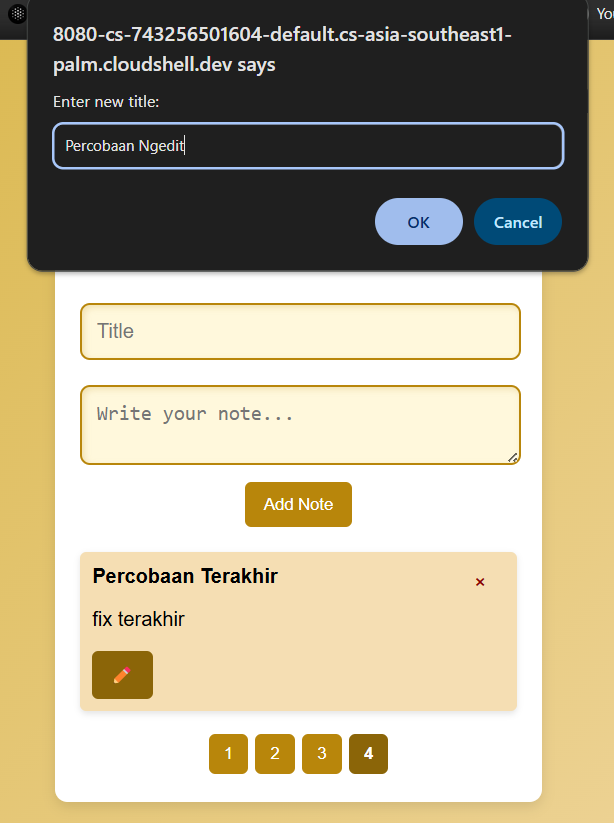 You
8080-cs-743256501604-default.cs-asia-southeast1-
palm.cloudshell.dev says
Enter new title:
Percobaan Ngedit
OK Cancel
Title
Write your note...
Add Note
Percobaan Terakhir ×
fix terakhir
1 2 3 4